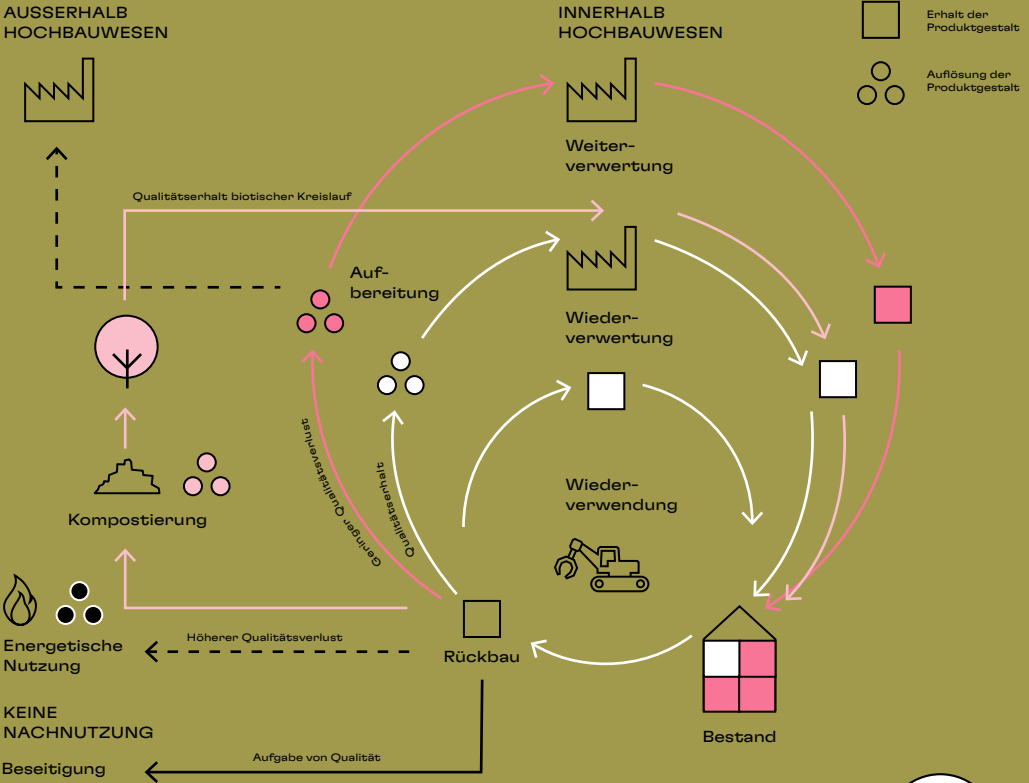 AUSSERHALB
HOCHBAUWESEN
INNERHALB
HOCHBAUWESEN
Erhalt der
Produktgestalt
Auflösung der
Produktgestalt
Weiter-
verwertung
Qualitätserhalt biotischer Kreislauf
Auf-
bereitung
Wieder-
verwertung
Geringer Qualitätsverlust
Qualitätserhalt
Wieder-
verwendung
Kompostierung
Energetische
Nutzung
Höherer Qualitätsverlust
Rückbau
KEINE
NACHNUTZUNG
Bestand
Aufgabe von Qualität
Beseitigung